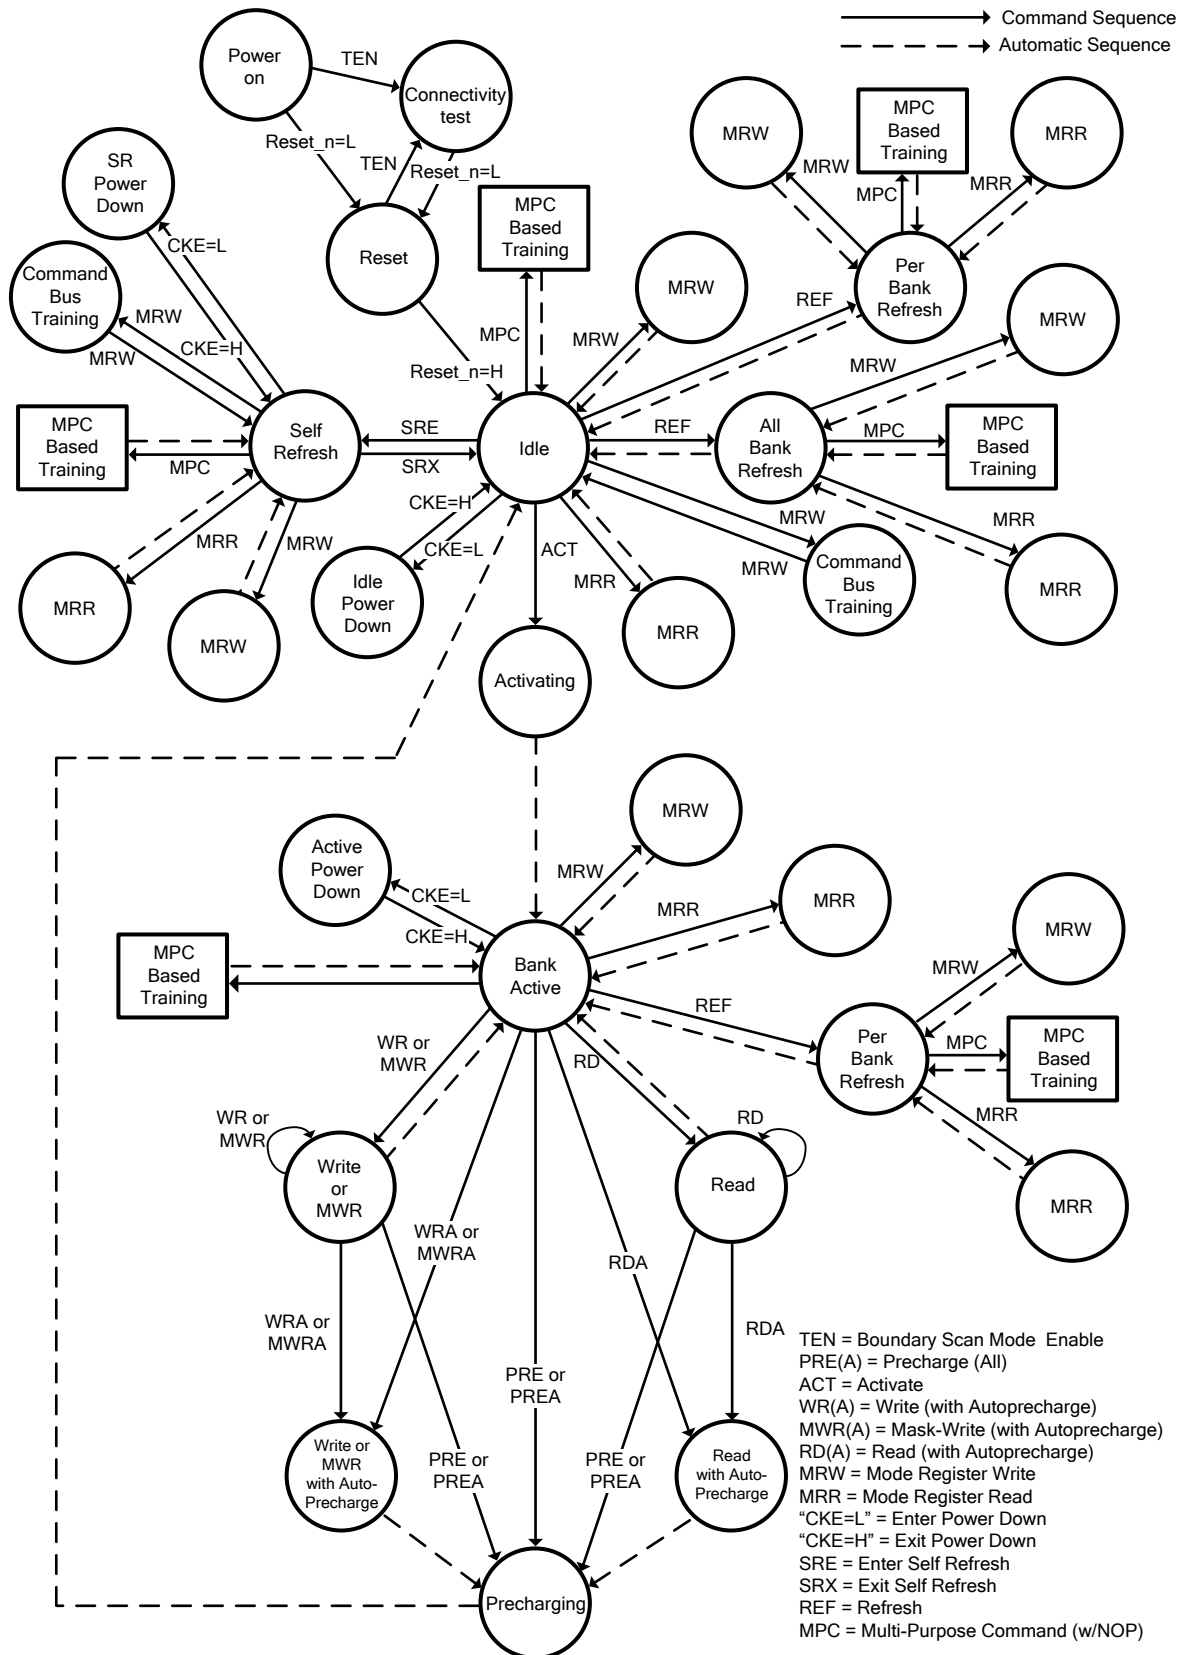 Command Sequence
Automatic Sequence
Power
on
TEN
Connectivity
test
Reset_n=L
TEN
Reset_n=L
Reset
Reset_n=H
SR
Power
Down
CKE=L
Command
Bus
Training
MRW
CKE=H
MRW
MPC
Based
Training
MPC
Self
Refresh
MRR
MRW
MRR
MRW
SRE
SRX
MPC
Based
Training
MPC
MRW
MRW
Idle
CKE=H
CKE=L
Idle
Power
Down
ACT
MRR
MRR
REF
MRW
MRW
MPC
Based
Training
MPC
MRR
MRR
Per
Bank
Refresh
REF
All
Bank
Refresh
MRW
MRW
MPC
MPC
Based
Training
MRR
MRR
MRW
MRW
Command
Bus
Training
Activating
Active
Power
Down
CKE=L
CKE=H
MRW
MRW
MRR
MRR
MPC
Based
Training
Bank
Active
REF
Per
Bank
Refresh
MRW
MRW
MPC
MPC
Based
Training
MRR
MRR
WR or
MWR
RD
WR or
MWR
Write
or
MWR
RD
Read
WRA or
MWRA
RDA
WRA or
MWRA
RDA
PRE or
PREA
PRE or
PREA
PRE or
PREA
Write or
MWR
with Auto-
Precharge
Read
with Auto-
Precharge
Precharging
TEN = Boundary Scan Mode Enable
PRE(A) = Precharge (All)
ACT = Activate
WR(A) = Write (with Autoprecharge)
MWR(A) = Mask-Write (with Autoprecharge)
RD(A) = Read (with Autoprecharge)
MRW = Mode Register Write
MRR = Mode Register Read
“CKE=L” = Enter Power Down
“CKE=H” = Exit Power Down
SRE = Enter Self Refresh
SRX = Exit Self Refresh
REF = Refresh
MPC = Multi-Purpose Command (w/NOP)